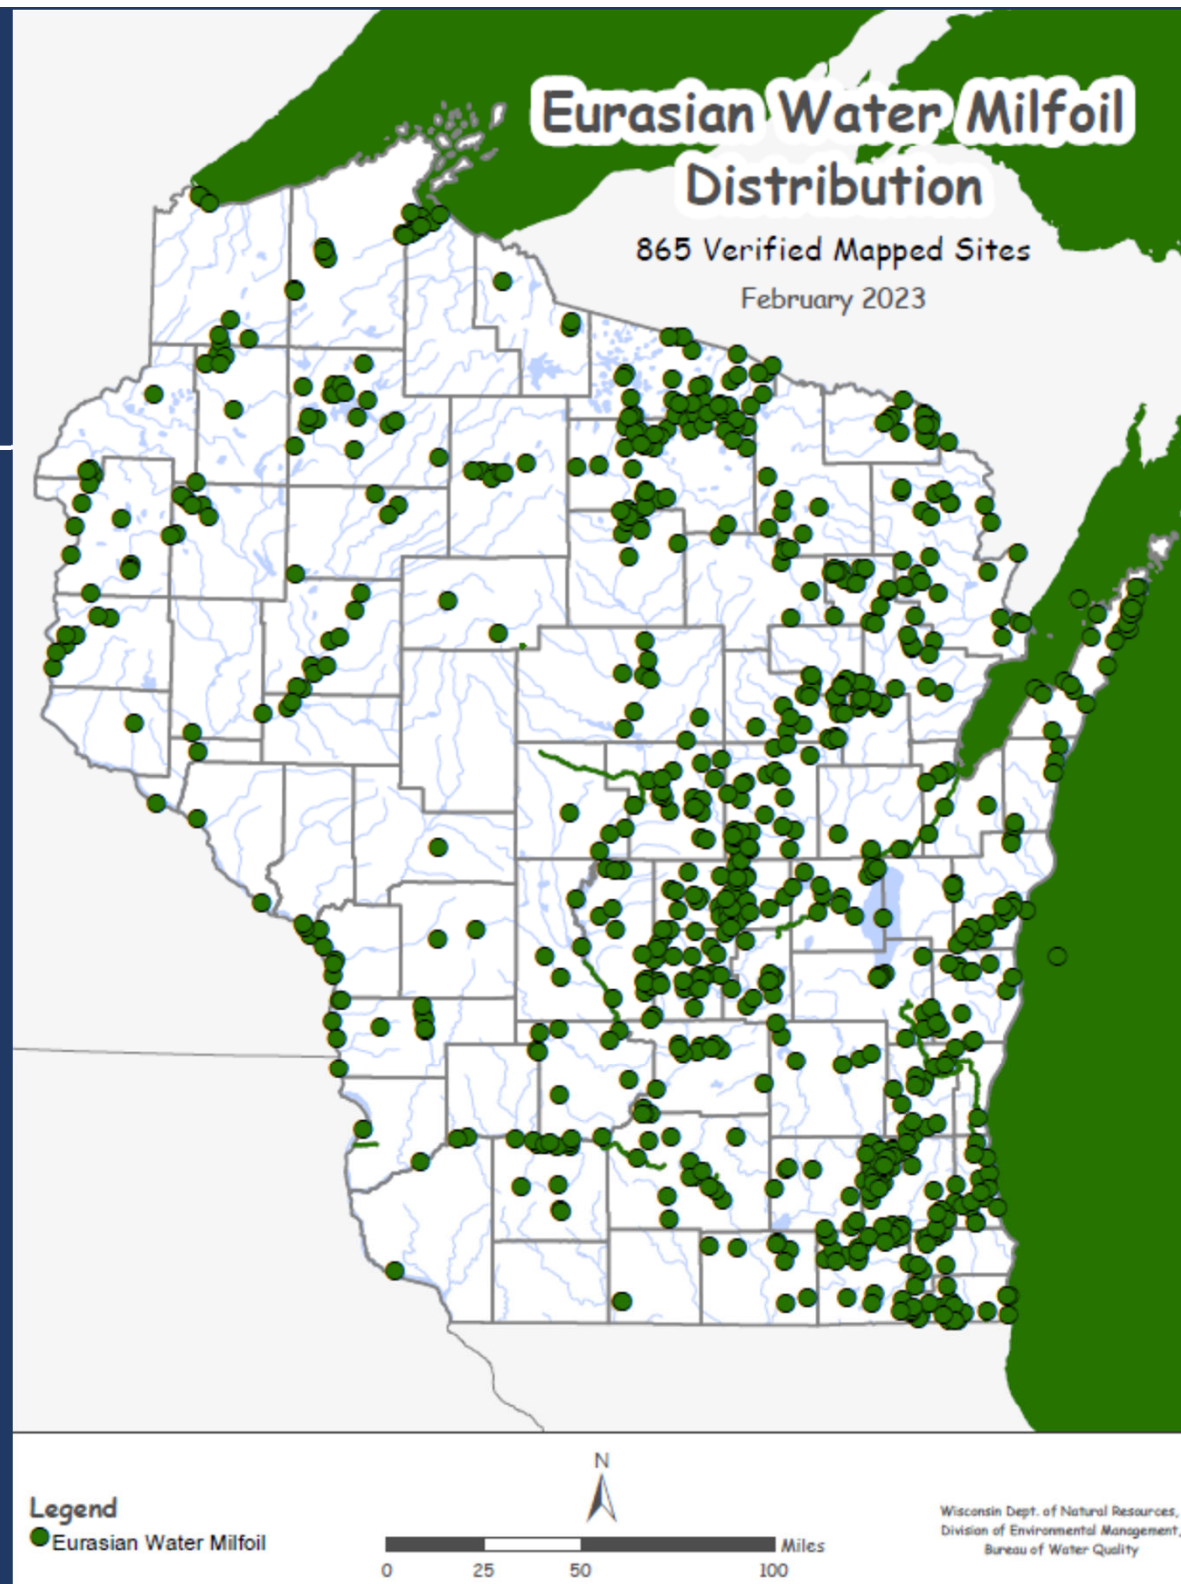 Eurasian Water Milfoil
Distribution
865 Verified Mapped Sites
February 2023
N
Legend
Eurasian Water Milfoil
Miles
0 25 50 100
Wisconsin Dept. of Natural Resources,
Division of Environmental Management,
Bureau of Water Quality